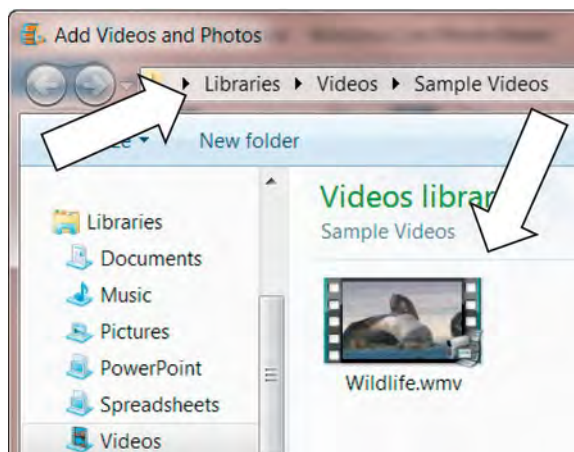 Add Videos and Photos
Libraries Videos Sample Videos
New folder
Videos
Sample Videos
Libraries
Documents
Music
Pictures
PowerPoint
Spreadsheets
Videos
Wildlife.wmv